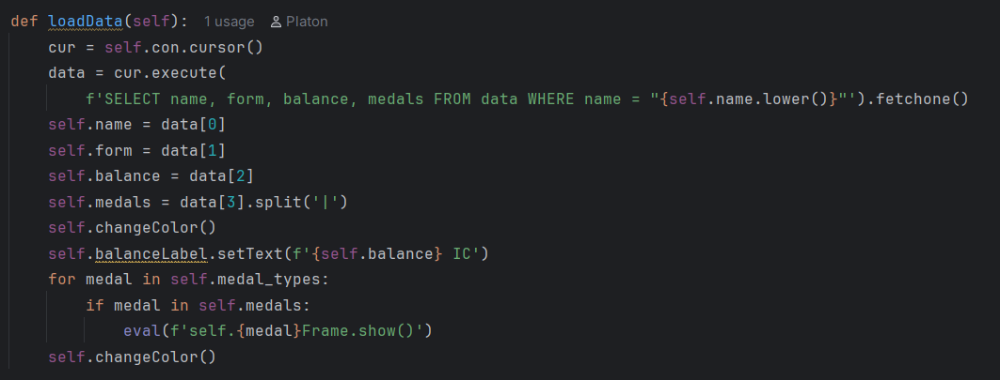 def loadData(self): 1 usage Platon
    cur = self.con.cursor()
    data = cur.execute(
        f'SELECT name, form, balance, medals FROM data WHERE name = "{self.name.lower()}"').fetchone()
    self.name = data[0]
    self.form = data[1]
    self.balance = data[2]
    self.medals = data[3].split('|')
    self.changeColor()
    self.balanceLabel.setText(f'{self.balance} IC')
    for medal in self.medal_types:
        if medal in self.medals:
            eval(f'self.{medal}Frame.show()')
    self.changeColor()